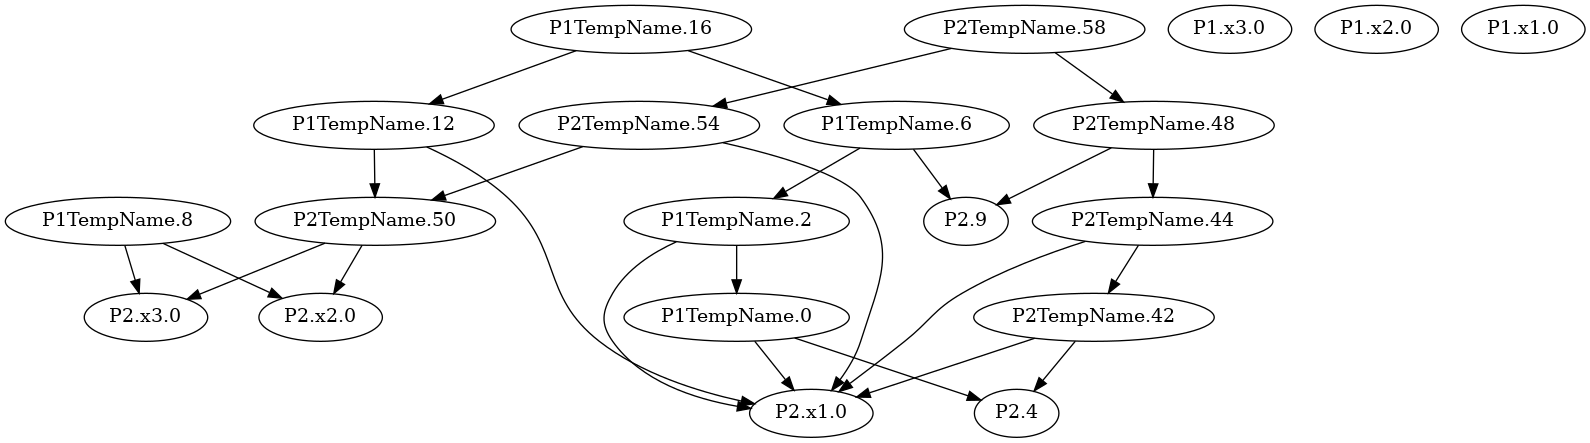 P1TempName.16
P2TempName.58
P1.x3.0
P1.x2.0
P1.x1.0
P1TempName.12
P2TempName.54
P1TempName.6
P2TempName.48
P1TempName.8
P2TempName.50
P1TempName.2
P2.9
P2TempName.44
P2.x3.0
P2.x2.0
P1TempName.0
P2TempName.42
P2.x1.0
P2.4